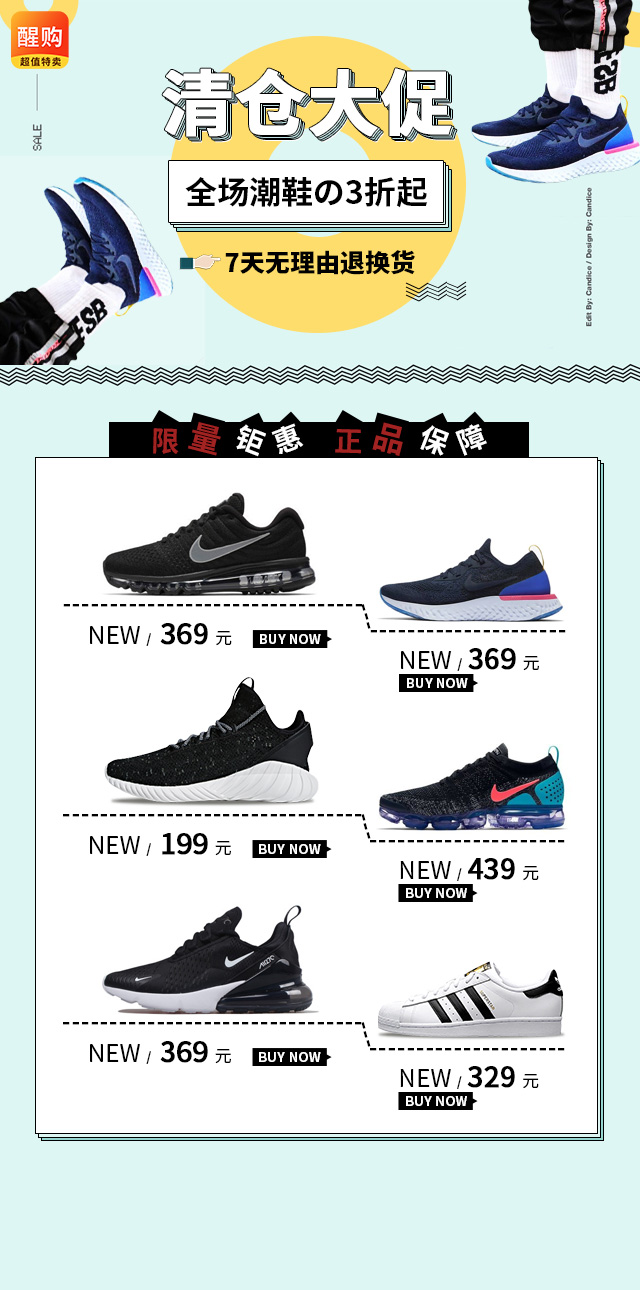 醒购
超值特卖
SALE
ESB
清仓大促
全场潮鞋の3折起
7天无理由退换货
Edit By: Candice / Design By: Candice
ESB
限量钜惠 正品保障
NEW / 369 元 BUY NOW
NEW / 369 元
BUY NOW
NEW / 199 元 BUY NOW
NEW / 439 元
BUY NOW
NEW / 369 元 BUY NOW
NEW / 329 元
BUY NOW